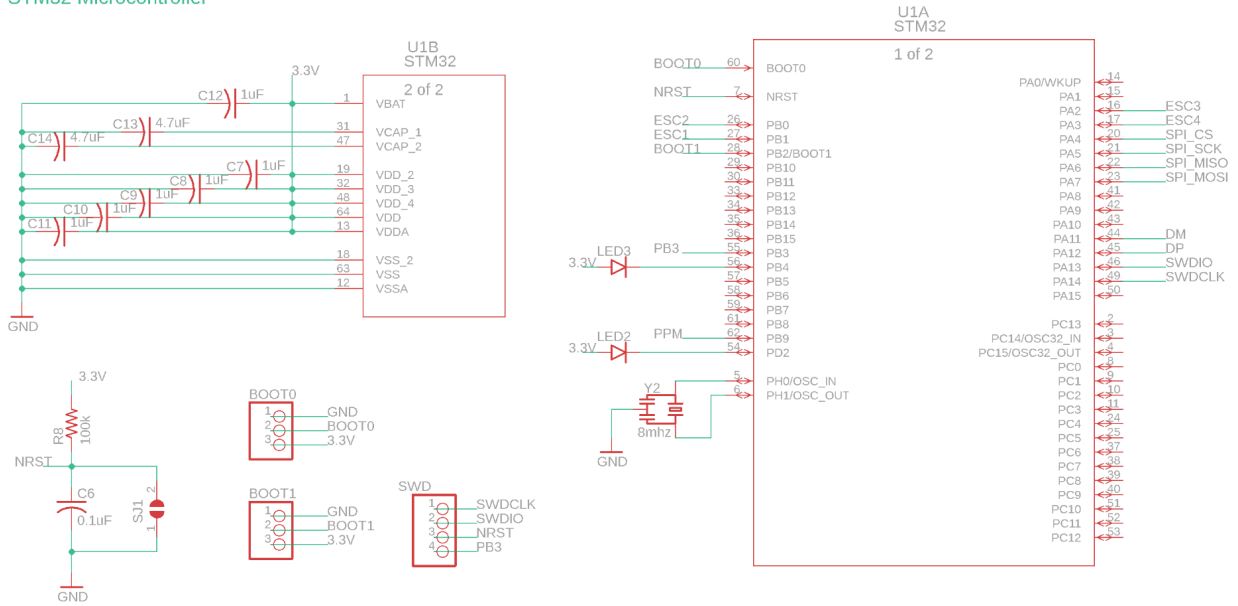 STM32 Microcontroller
U1B
STM32
2 of 2
3.3V
C12 1uF
1 VBAT
C13 4.7uF
31 VCAP_1
C14 4.7uF
47 VCAP_2
C7 1uF
19 VDD_2
C8 1uF
32 VDD_3
C9 1uF
48 VDD_4
C10 1uF
64 VDD
C11 1uF
13 VDDA
18 VSS_2
63 VSS
12 VSSA
GND
3.3V
R8
100k
NRST
C6
0.1uF
SJ1
2
1
GND
BOOT0
1 GND
2 BOOT0
3 3.3V
BOOT1
1 GND
2 BOOT1
3 3.3V
SWD
1 SWDCLK
2 SWDIO
3 NRST
4 PB3
U1A
STM32
1 of 2
BOOT0 60 BOOT0
NRST 7 NRST
ESC2 26 PB0
ESC1 27 PB1
BOOT1 28 PB2/BOOT1
29 PB10
30 PB11
33 PB12
34 PB13
35 PB14
36 PB15
PB3 55 PB3
LED3
3.3V 56 PB4
57 PB5
58 PB6
59 PB7
61 PB8
PPM 62 PB9
LED2
3.3V 54 PD2
5 PH0/OSC_IN
6 PH1/OSC_OUT
Y2
8mhz
GND
PA0/WKUP 14
PA1 15
PA2 16 ESC3
PA3 17 ESC4
PA4 20 SPI_CS
PA5 21 SPI_SCK
PA6 22 SPI_MISO
PA7 23 SPI_MOSI
PA8 41
PA9 42
PA10 43
PA11 44 DM
PA12 45 DP
PA13 46 SWDIO
PA14 49 SWDCLK
PA15 50
PC13 2
PC14/OSC32_IN 3
PC15/OSC32_OUT 4
PC0 8
PC1 9
PC2 10
PC3 11
PC4 24
PC5 25
PC6 37
PC7 38
PC8 39
PC9 40
PC10 51
PC11 52
PC12 53